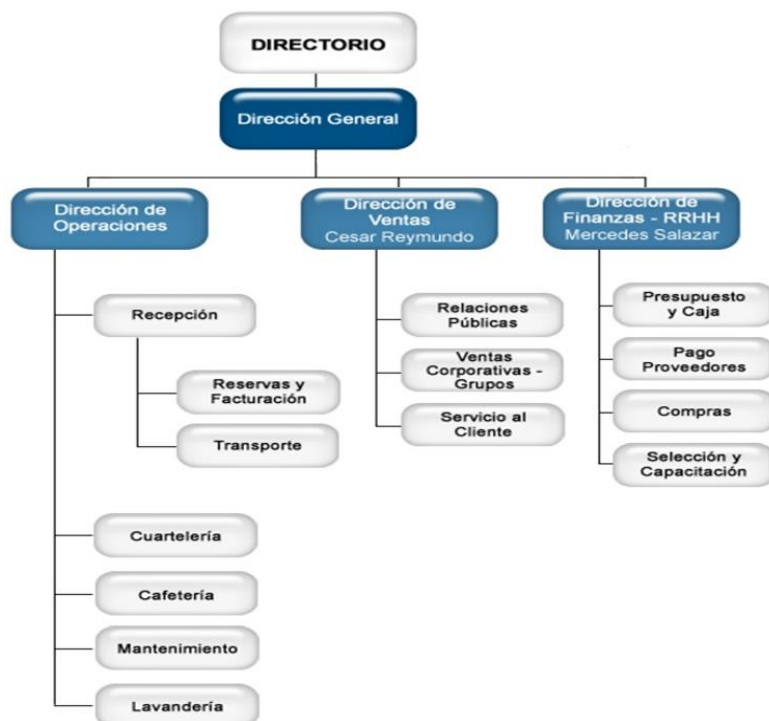 DIRECTORIO
Dirección General
Dirección de
Operaciones
Dirección de
Ventas
Cesar Reymundo
Dirección de
Finanzas - RRHH
Mercedes Salazar
Recepción
Reservas y
Facturación
Transporte
Cuartelería
Cafetería
Mantenimiento
Lavandería
Relaciones
Públicas
Ventas
Corporativas -
Grupos
Servicio al
Cliente
Presupuesto
y Caja
Pago
Proveedores
Compras
Selección y
Capacitación